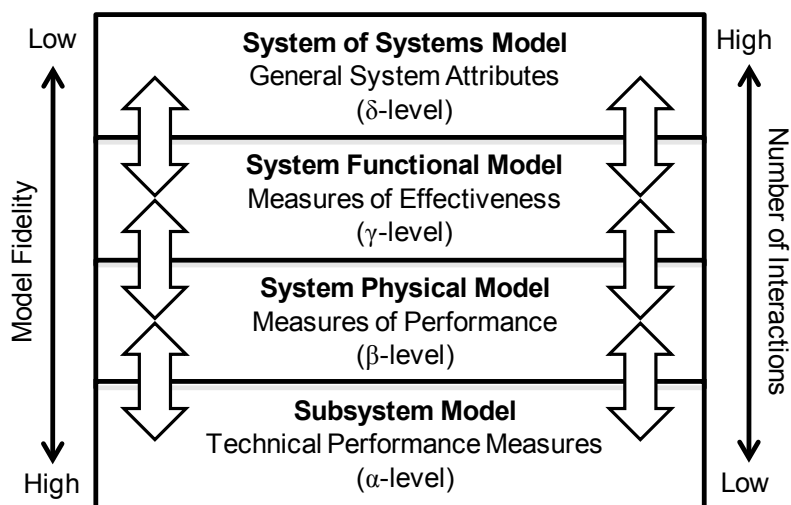 Low
System of Systems Model
High
General System Attributes
(δ-level)
System Functional Model
Measures of Effectiveness
(γ-level)
Model Fidelity
Number of Interactions
System Physical Model
Measures of Performance
(β-level)
Subsystem Model
Technical Performance Measures
High
(α-level)
Low